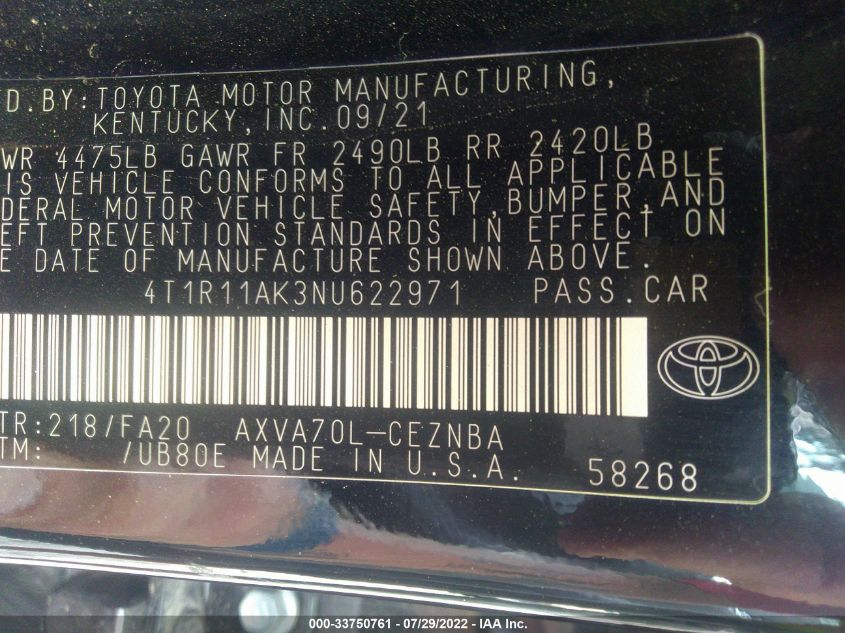 D. BY: TOYOTA MOTOR MANUFACTURING,
KENTUCKY, INC. 09/21
WR 4475LB GAWR FR 2490LB RR 2420LB
IS VEHICLE CONFORMS TO ALL APPLICABLE
DERAL MOTOR VEHICLE SAFETY, BUMPER, AND
EFT PREVENTION STANDARDS IN EFFECT ON
E DATE OF MANUFACTURE SHOWN ABOVE.
4T1R11AK3NU622971 PASS. CAR
TR: 218/FA20 AXVA70L-CEZNBA
TM: /UB80E MADE IN U.S.A. 58268
000-33750761 - 07/29/2022 - IAA Inc.